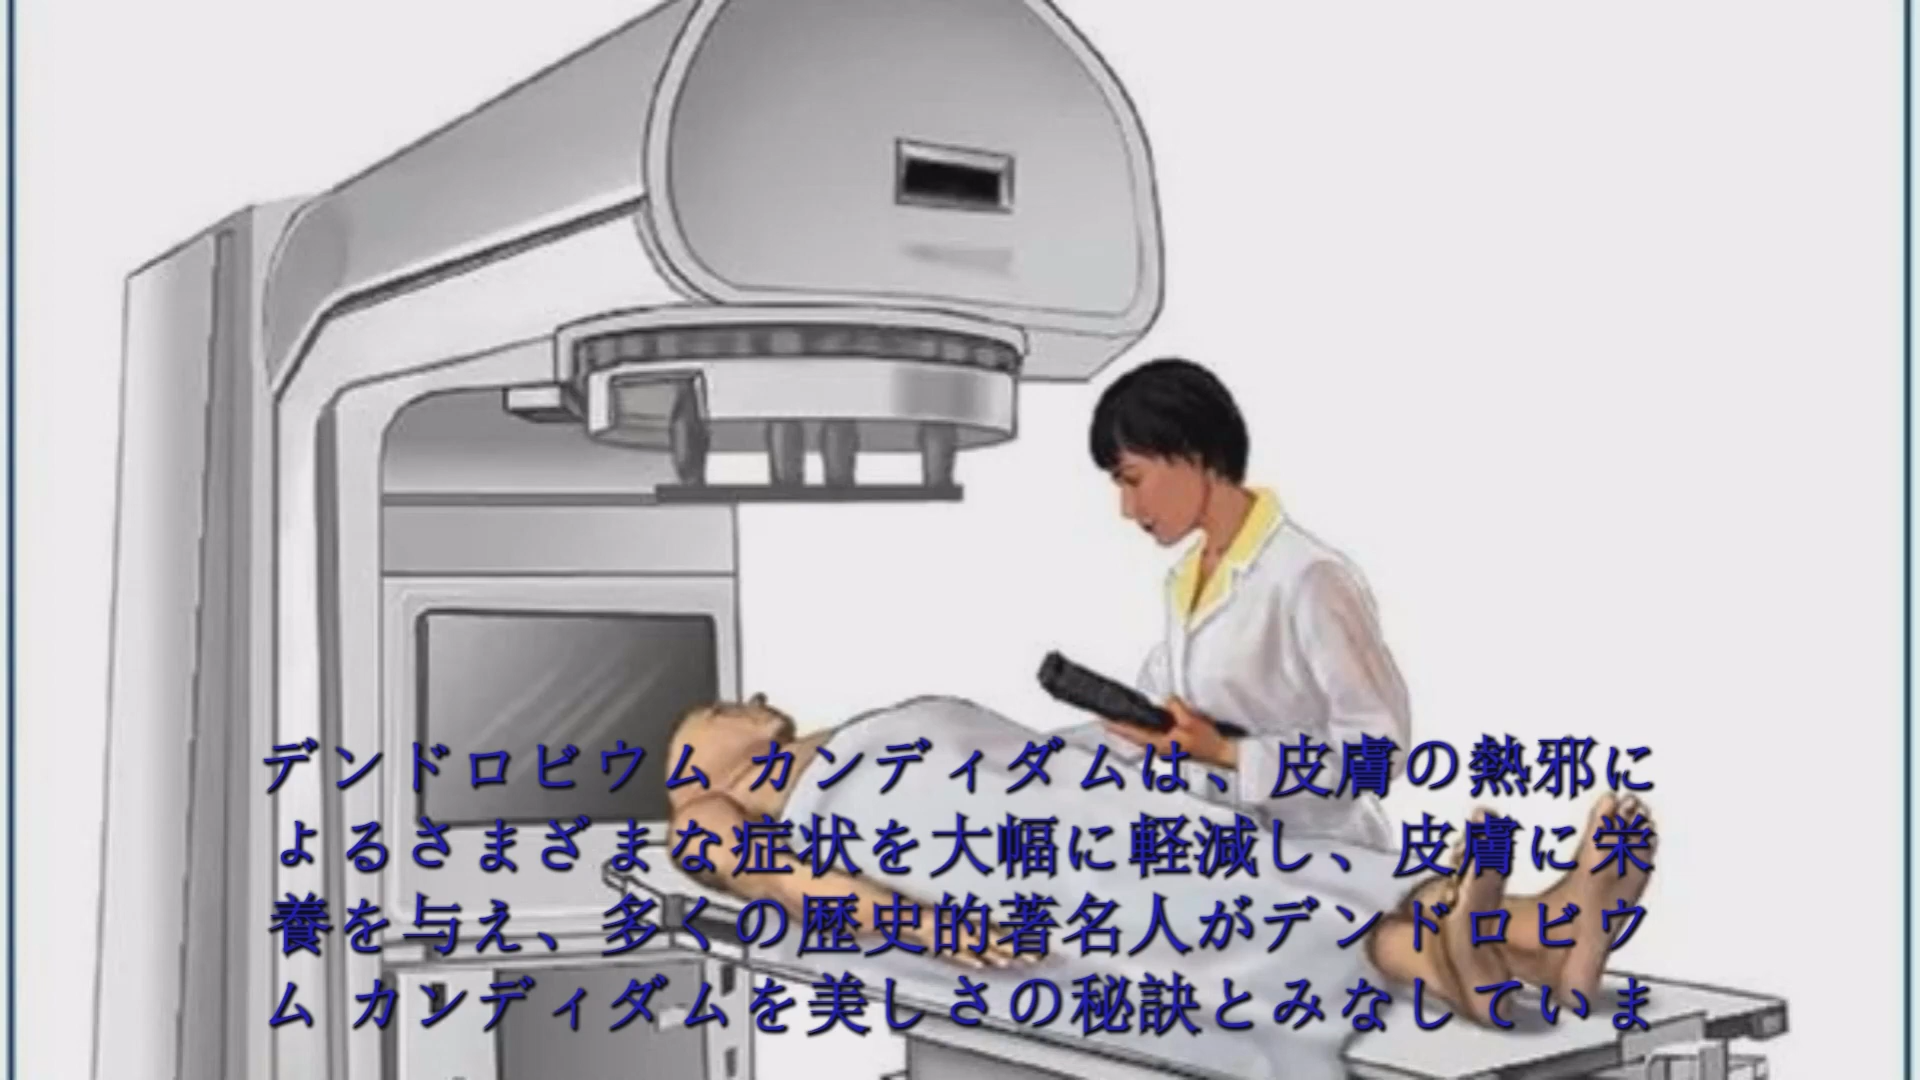 デンドロビウム カンディダムは、皮膚の熱邪に
よるさまざまな症状を大幅に軽減し、皮膚に栄
養を与え、多くの歴史的著名人がデンドロビウ
ム カンディダムを美しさの秘訣とみなしていま